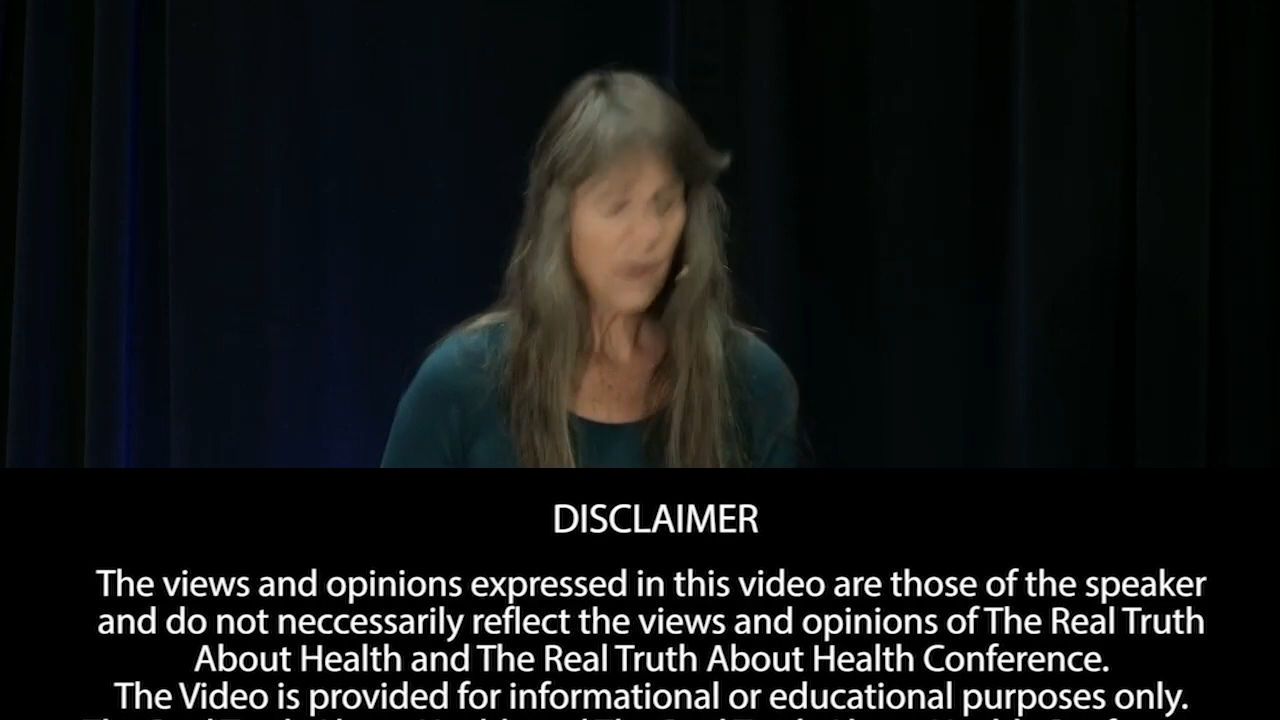 DISCLAIMER
The views and opinions expressed in this video are those of the speaker
and do not neccessarily reflect the views and opinions of The Real Truth
About Health and The Real Truth About Health Conference.
The Video is provided for informational or educational purposes only.